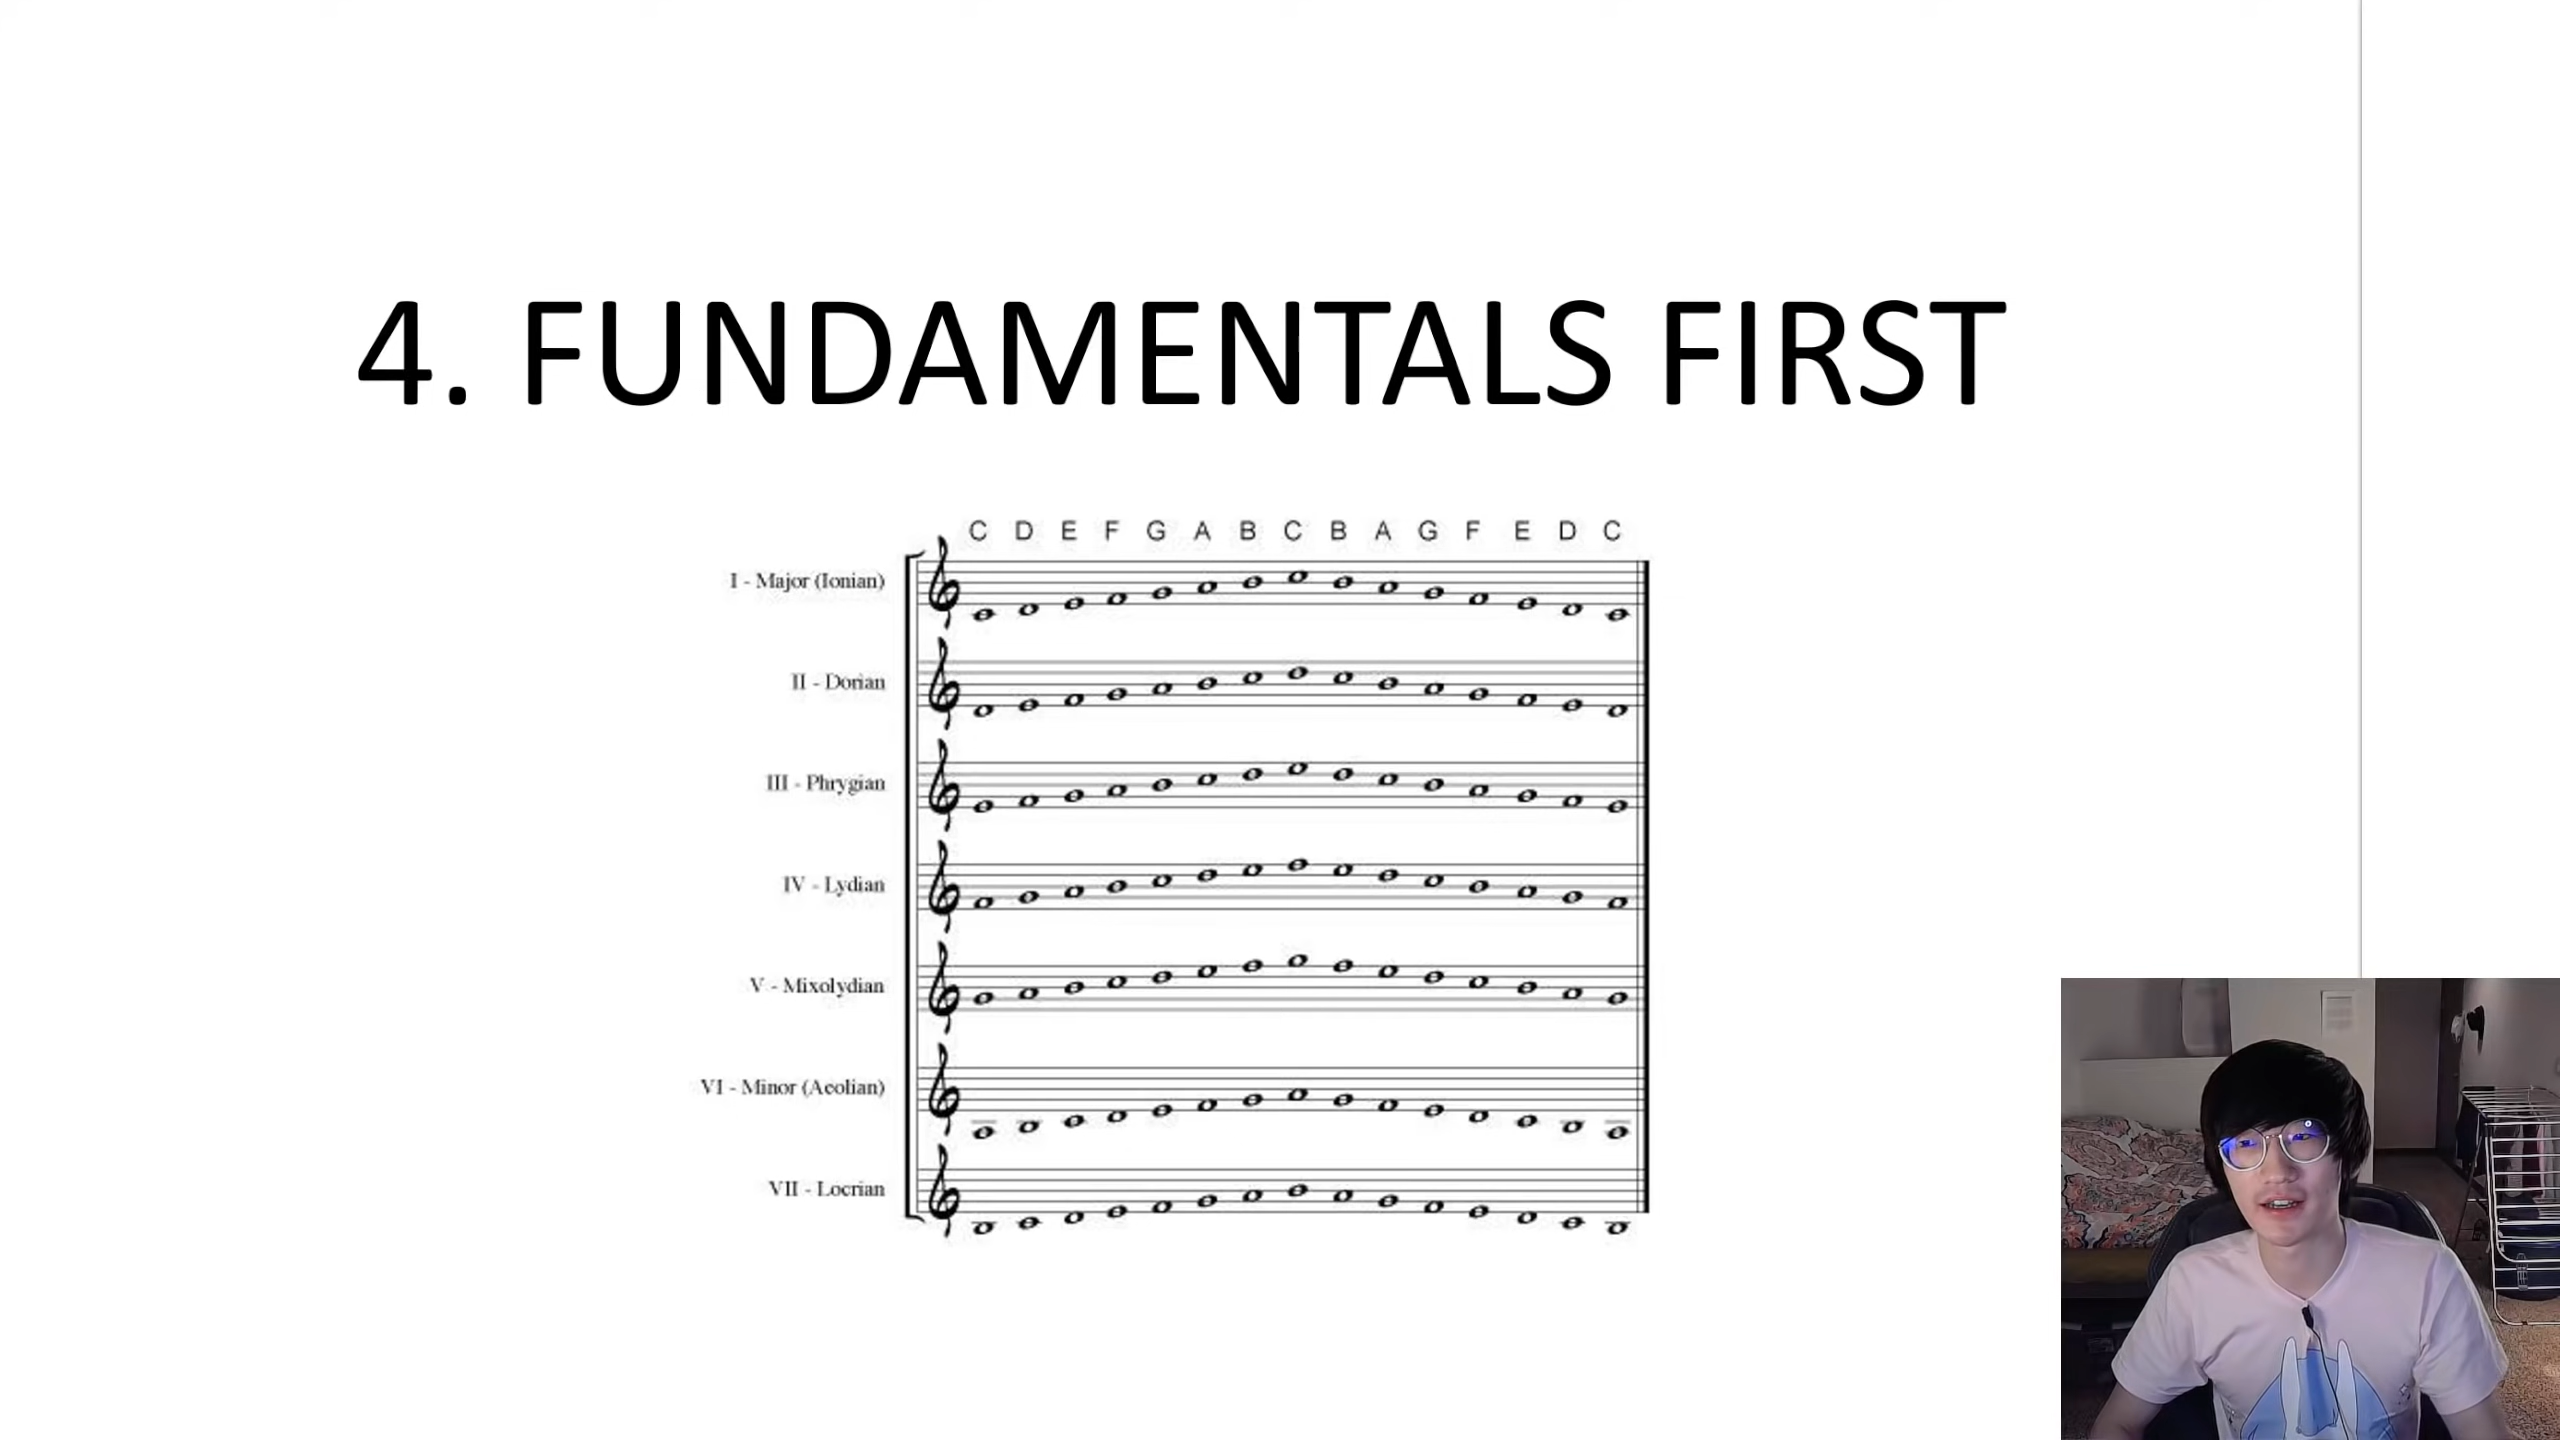 4. FUNDAMENTALS FIRST
C D E F G A B C B A G F E D C
I - Major (Ionian)
II - Dorian
III - Phrygian
IV - Lydian
V - Mixolydian
VI - Minor (Aeolian)
VII - Locrian